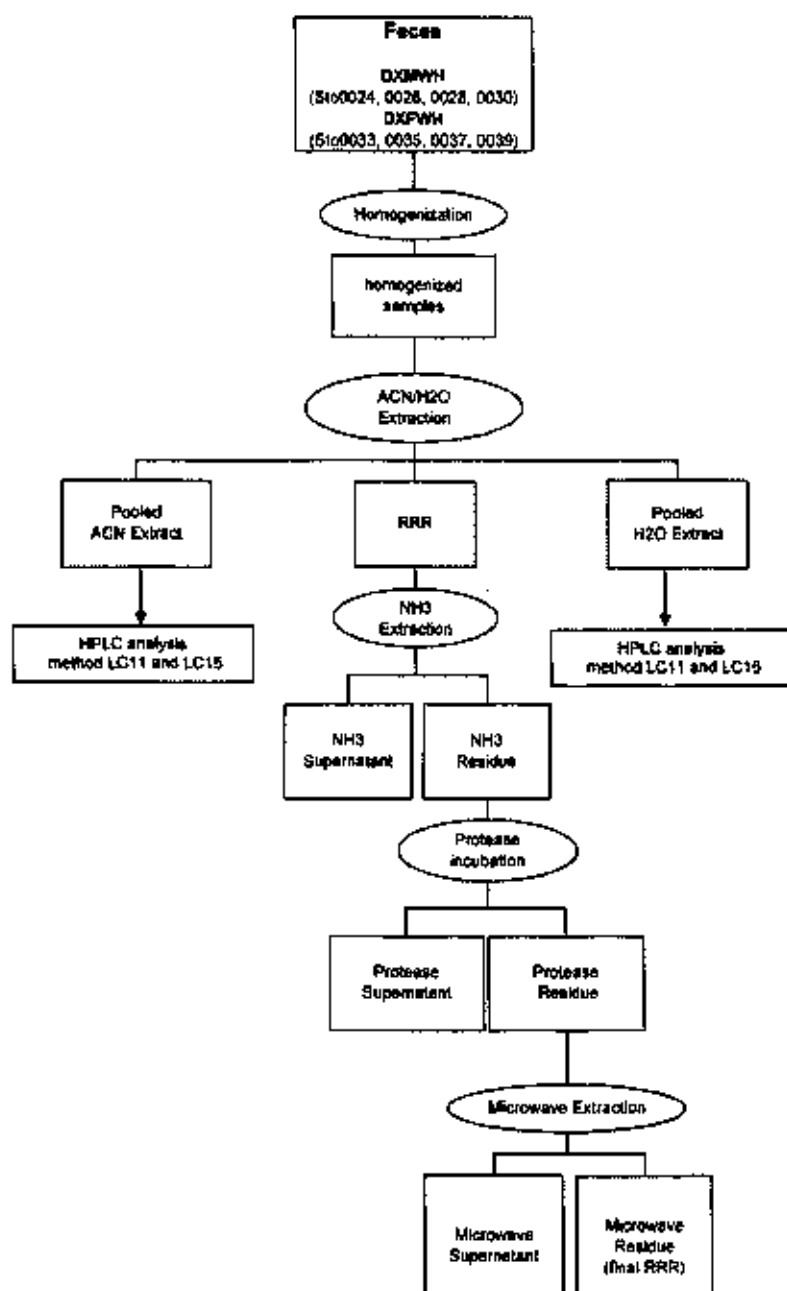 Feces
DXMWH
(Sto0024, 0026, 0028, 0030)
DXFWH
(Sto0033, 0035, 0037, 0039)
Homogenization
homogenized
samples
ACN/H2O
Extraction
Pooled
ACN Extract
RRR
Pooled
H2O Extract
NH3
Extraction
HPLC analysis
method LC11 and LC15
HPLC analysis
method LC11 and LC15
NH3
Supernatant
NH3
Residue
Protease
incubation
Protease
Supernatant
Protease
Residue
Microwave Extraction
Microwave
Supernatant
Microwave
Residue
(final RRR)